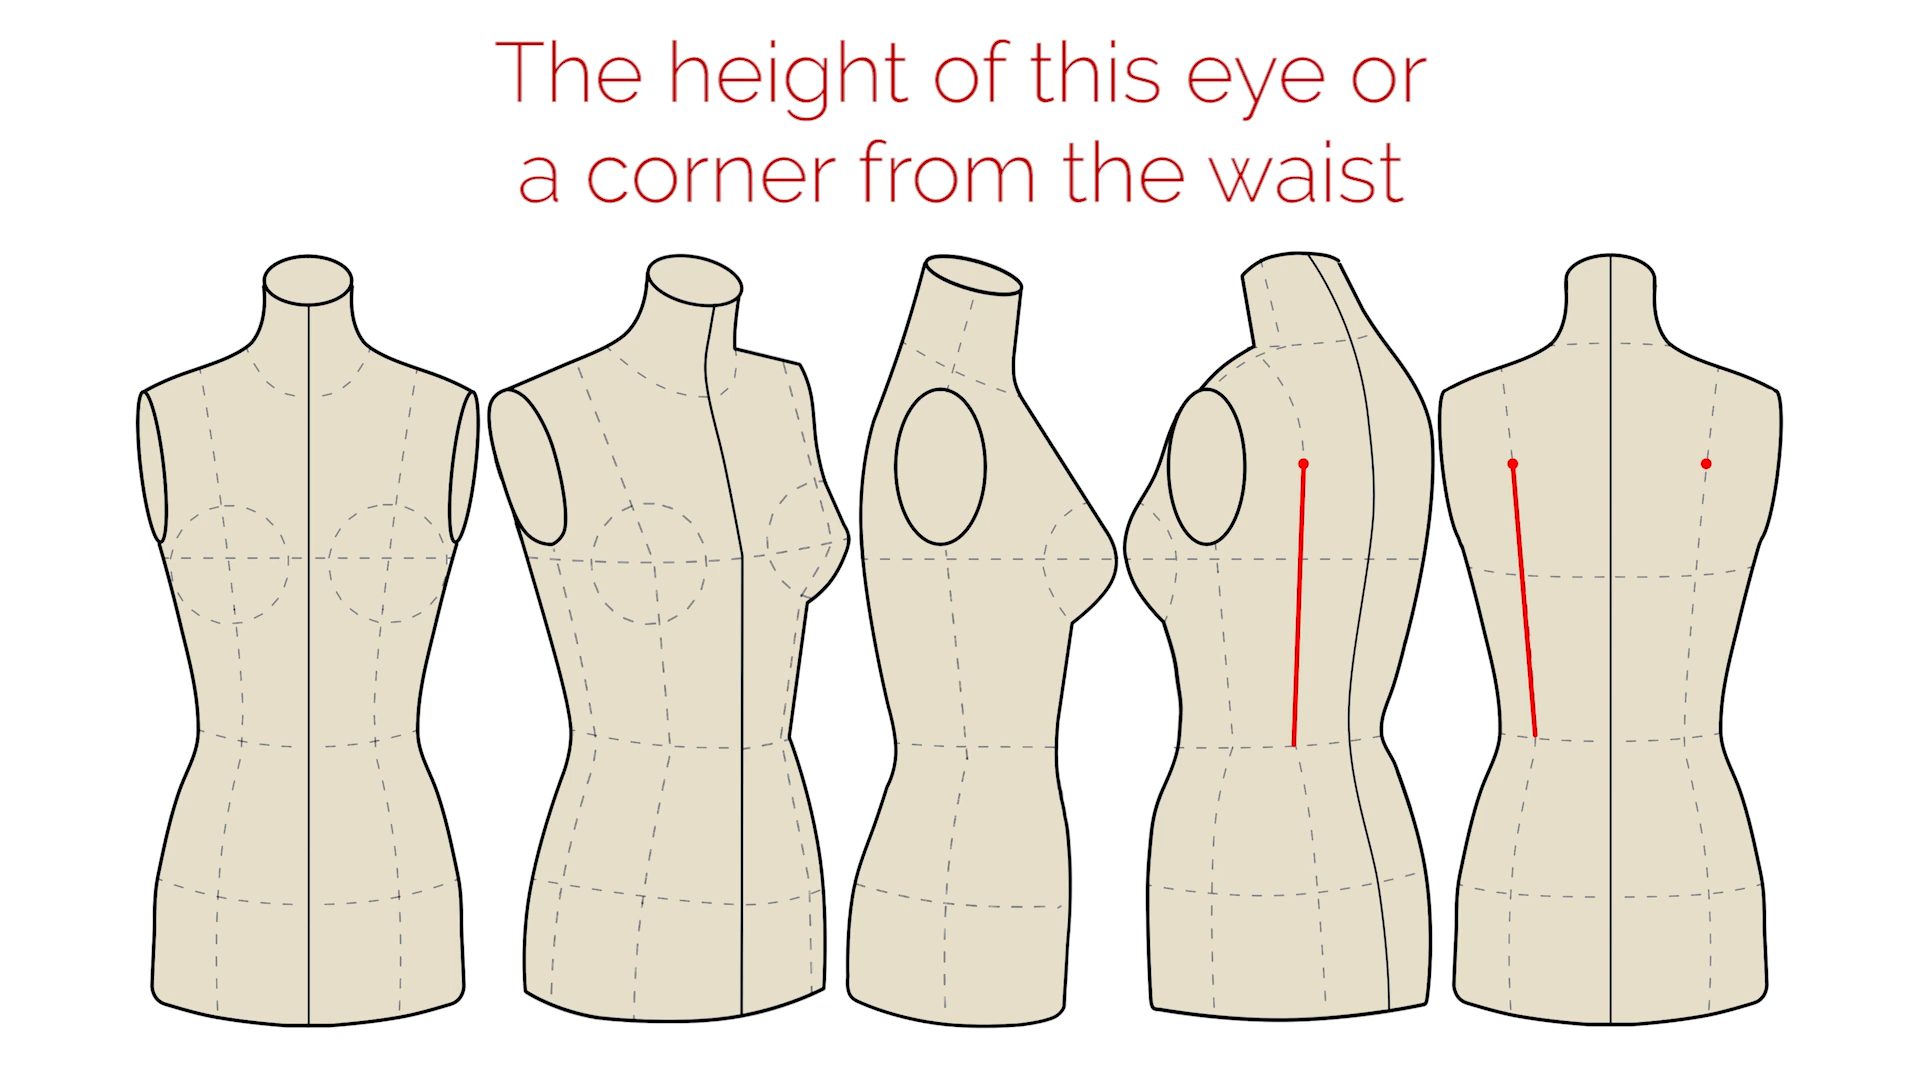 The height of this eye or
a corner from the waist